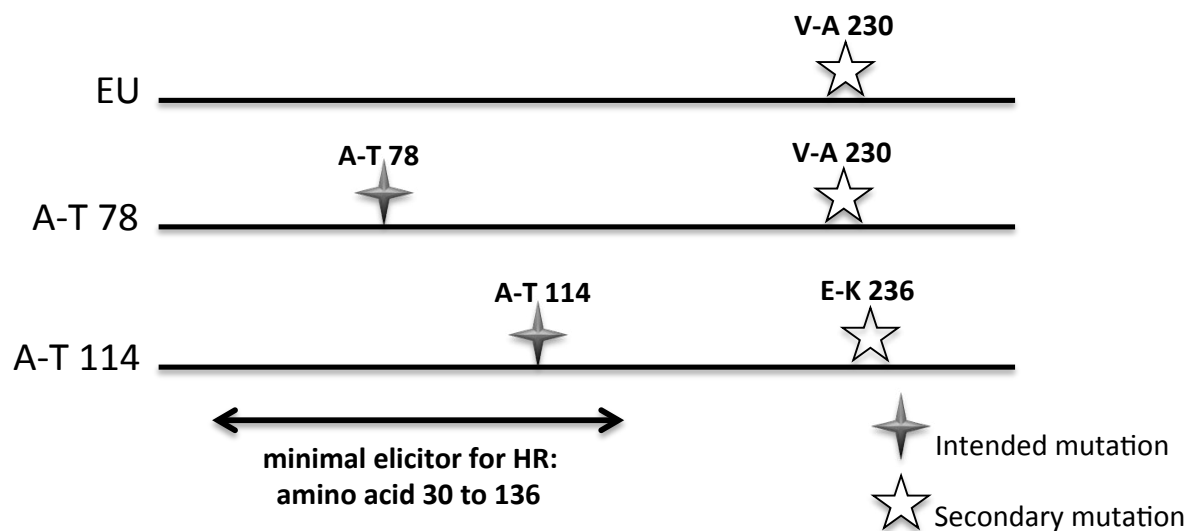 V-A 230
EU
A-T 78
V-A 230
A-T 78
A-T 114
E-K 236
A-T 114
minimal elicitor for HR:
amino acid 30 to 136
Intended mutation
Secondary mutation